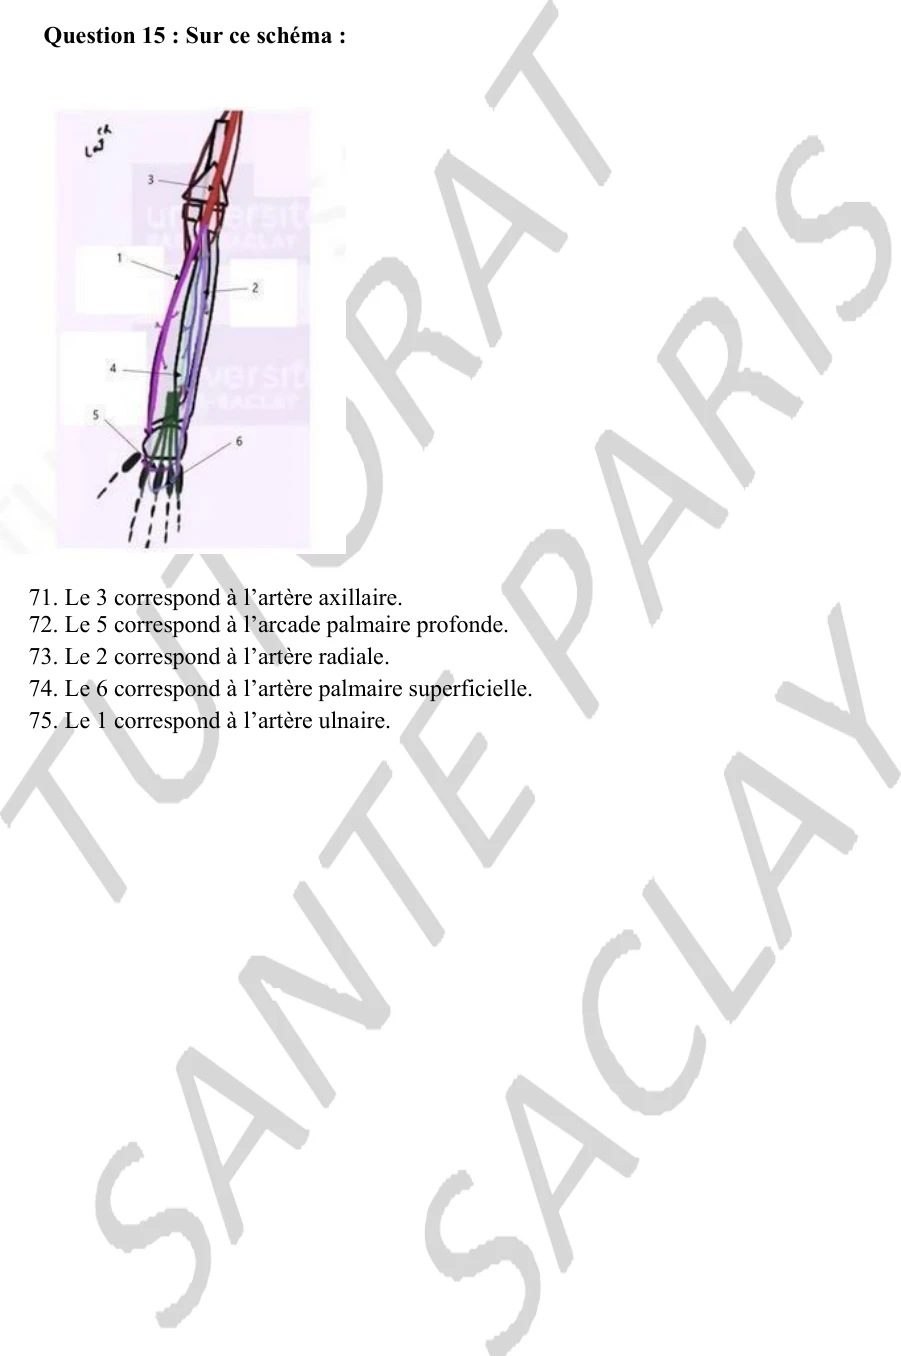 Question 15 : Sur ce schéma :
3
1
2
4
5
6
71. Le 3 correspond à l’artère axillaire.
72. Le 5 correspond à l’arcade palmaire profonde.
73. Le 2 correspond à l’artère radiale.
74. Le 6 correspond à l’artère palmaire superficielle.
75. Le 1 correspond à l’artère ulnaire.
TUTORAT
SANTE PARIS
SACLAY